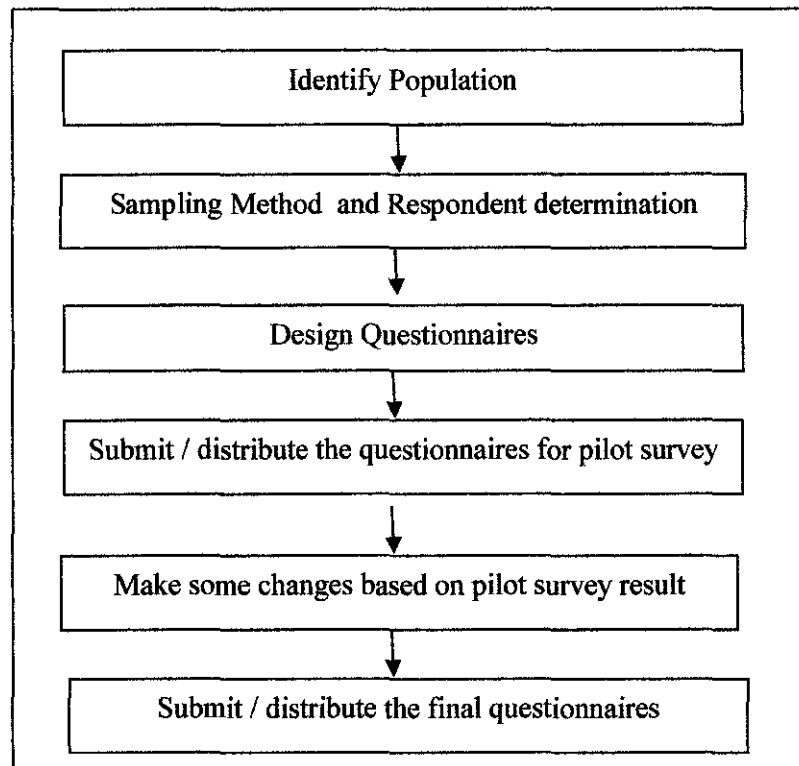 Identify Population
Sampling Method and Respondent determination
Design Questionnaires
Submit / distribute the questionnaires for pilot survey
Make some changes based on pilot survey result
Submit / distribute the final questionnaires